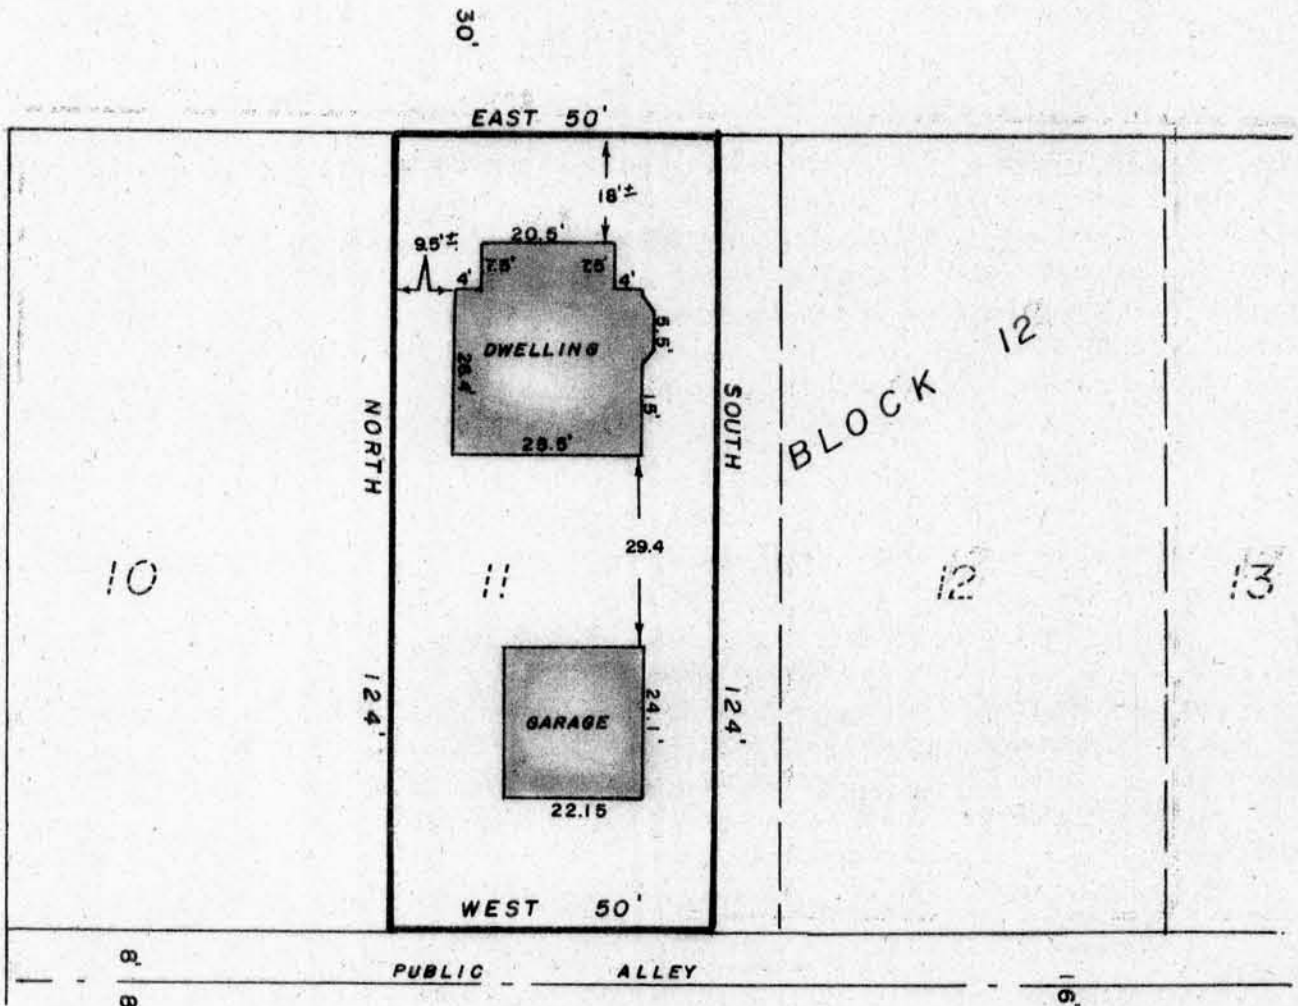 30'
EAST 50'
18'±
9.5'±
20.5'
4' 7.5' 7.5' 4'
5.5'
DWELLING
BLOCK 12
26.4'
15'
28.5'
NORTH 124'
SOUTH 124'
29.4
10 11 12 13
GARAGE
24.1'
22.15
WEST 50'
PUBLIC ALLEY
8'
8'